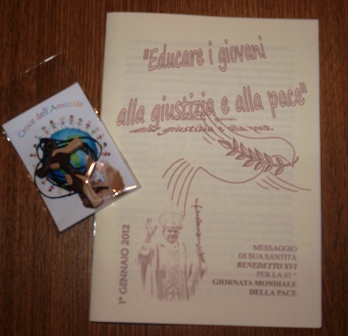 Croce dell'Amicizia
"Educare i giovani
alla giustizia e alla pace"
1° GENNAIO 2012
MESSAGGIO
DI SUA SANTITÀ
BENEDETTO XVI
PER LA 45^
GIORNATA MONDIALE
DELLA PACE